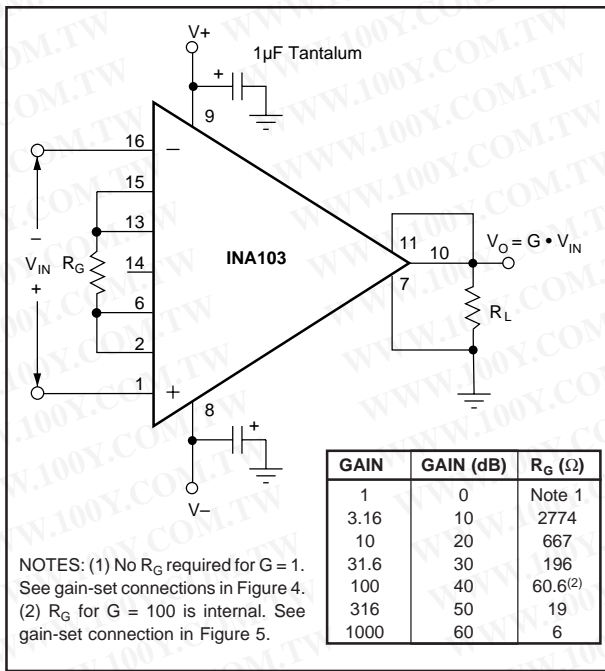 V+
1µF Tantalum
+
9
16
−
15
13
14
6
2
1
+
−
V_IN
+
R_G
INA103
11
10
7
V_O = G • V_IN
R_L
8
+
V–
GAIN GAIN (dB) R_G (Ω)
1 0 Note 1
3.16 10 2774
10 20 667
31.6 30 196
100 40 60.6(2)
316 50 19
1000 60 6
NOTES: (1) No R_G required for G = 1.
See gain-set connections in Figure 4.
(2) R_G for G = 100 is internal. See
gain-set connection in Figure 5.
WWW.100Y.COM.TW